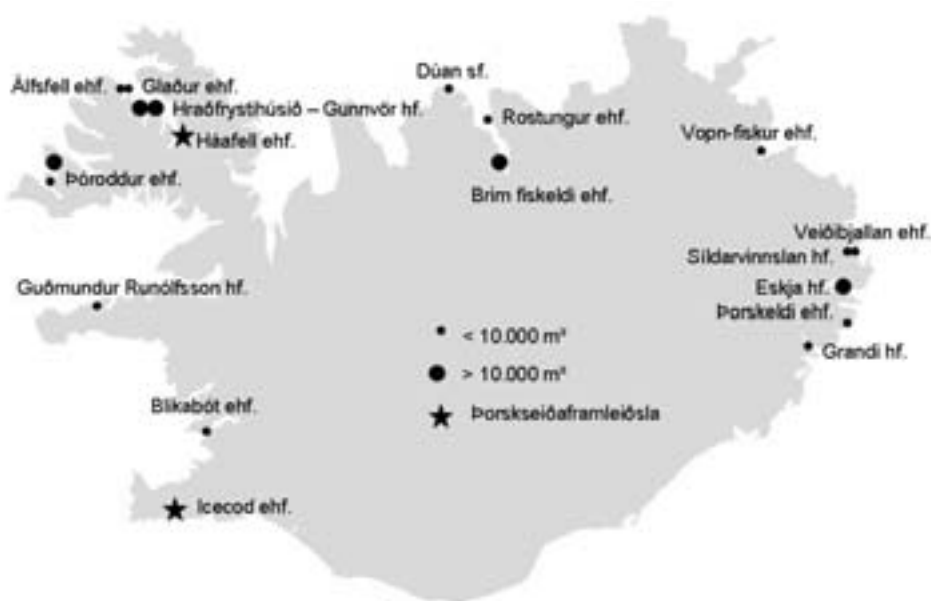 Álfsfell ehf.
Glaður ehf.
Hraðfrystihúsið – Gunnvör hf.
Háafell ehf.
Þóroddur ehf.
Dúan sf.
Rostungur ehf.
Brim fiskeldi ehf.
Vopn-fiskur ehf.
Veiðibjallan ehf.
Síldarvinnslan hf.
Eskja hf.
Þorskeldi ehf.
Grandi hf.
Guðmundur Runólfsson hf.
< 10.000 m³
> 10.000 m³
Þorskseiðaframleiðsla
Blikabót ehf.
Icecod ehf.